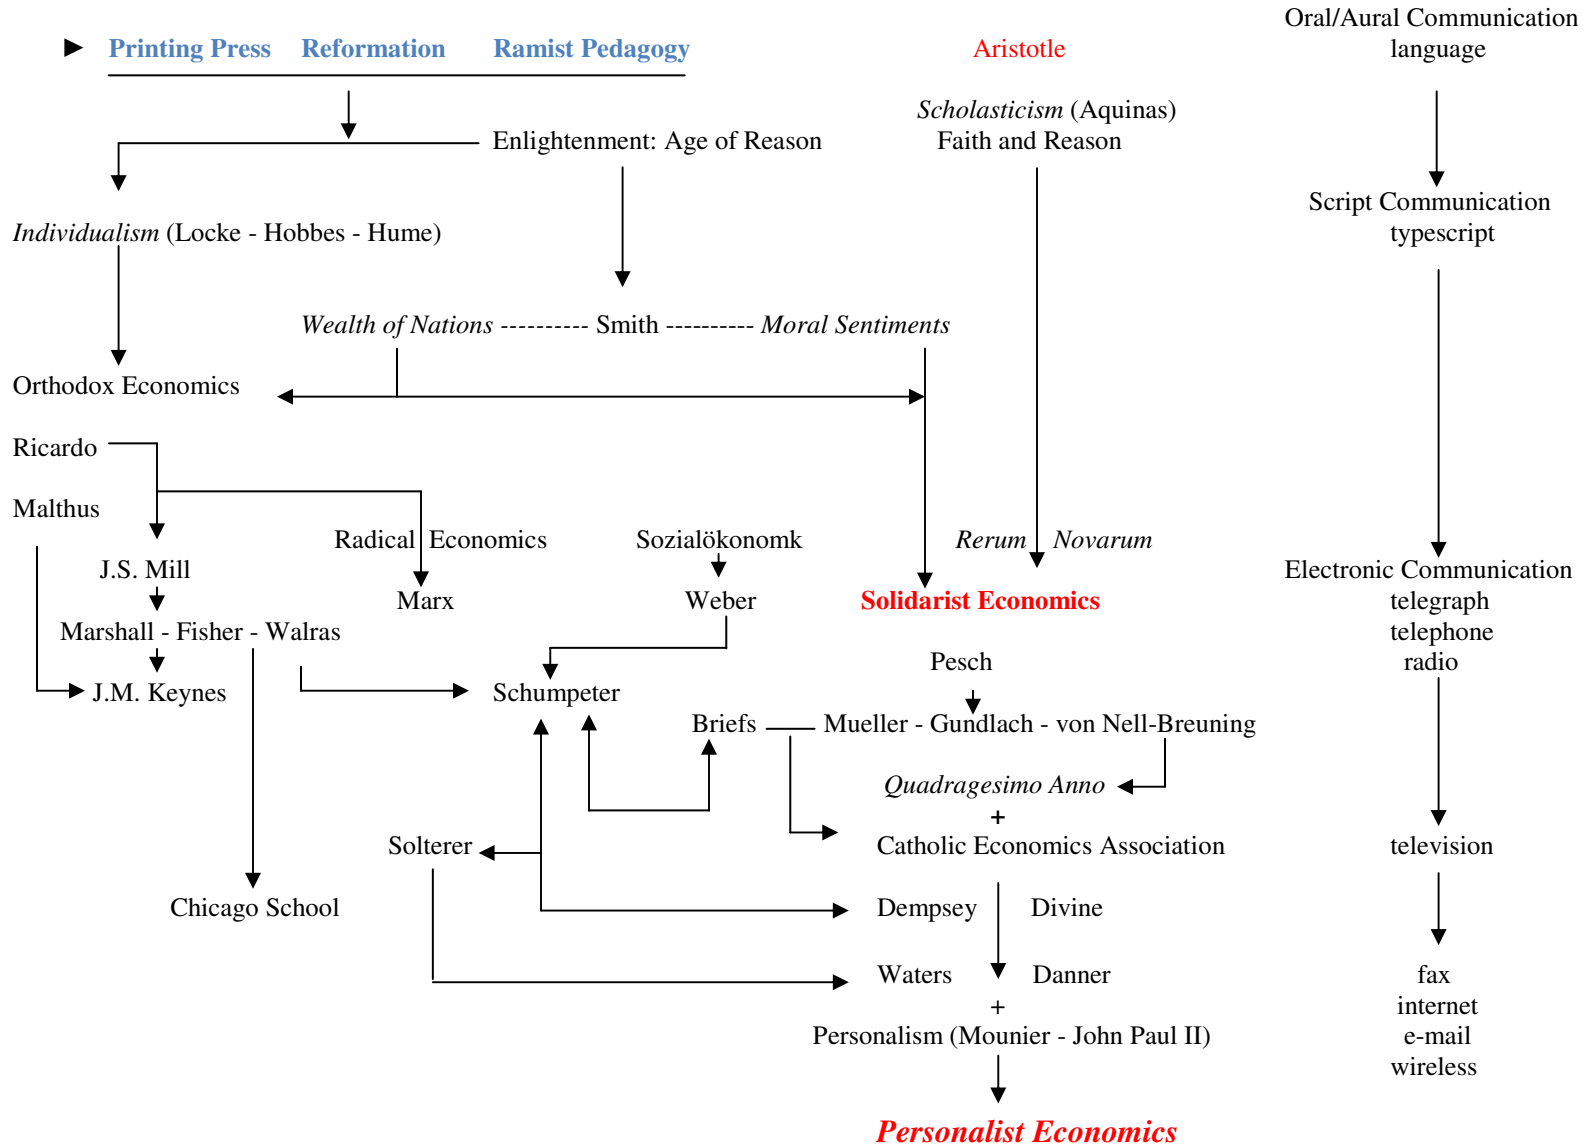 ► Printing Press Reformation Ramist Pedagogy Aristotle Oral/Aural Communication
language
Scholasticism (Aquinas)
Enlightenment: Age of Reason Faith and Reason
Script Communication
typescript
Individualism (Locke - Hobbes - Hume)
Wealth of Nations ---------- Smith ---------- Moral Sentiments
Orthodox Economics
Ricardo
Malthus
Radical Economics Sozialökonomk Rerum Novarum
J.S. Mill Electronic Communication
Marx Weber Solidarist Economics telegraph
Marshall - Fisher - Walras telephone
Pesch radio
J.M. Keynes Schumpeter
Briefs Mueller - Gundlach - von Nell-Breuning
Quadragesimo Anno
+
Solterer Catholic Economics Association television
Chicago School Dempsey Divine
Waters Danner fax
+ internet
Personalism (Mounier - John Paul II) e-mail
wireless
Personalist Economics